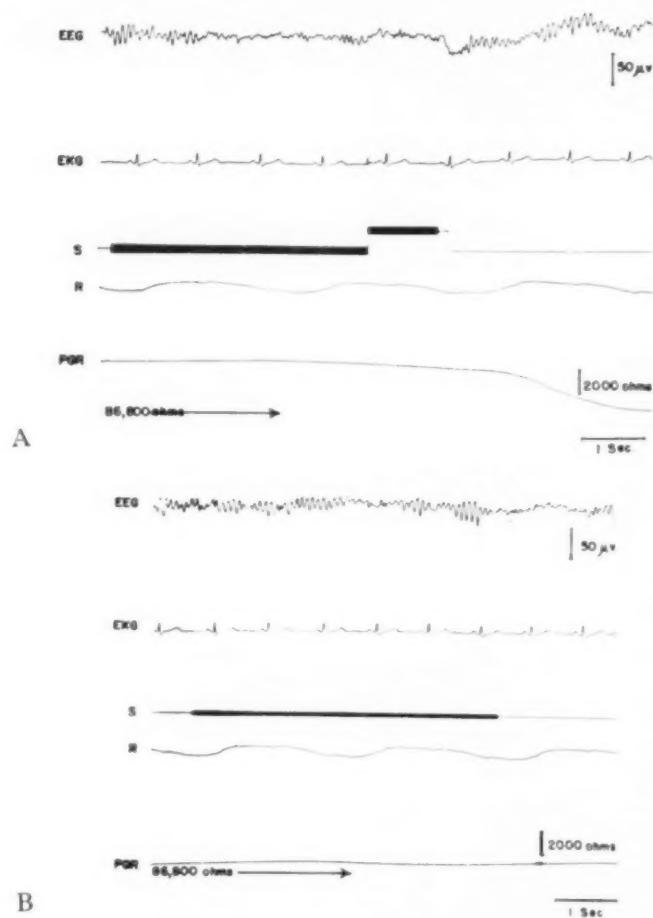 EEG
50 μv
EKG
S
R
PGR
2000 ohms
86,800 ohms
1 Sec.
A
EEG
50 μv
EKG
S
R
2000 ohms
PGR
86,800 ohms
1 Sec
B